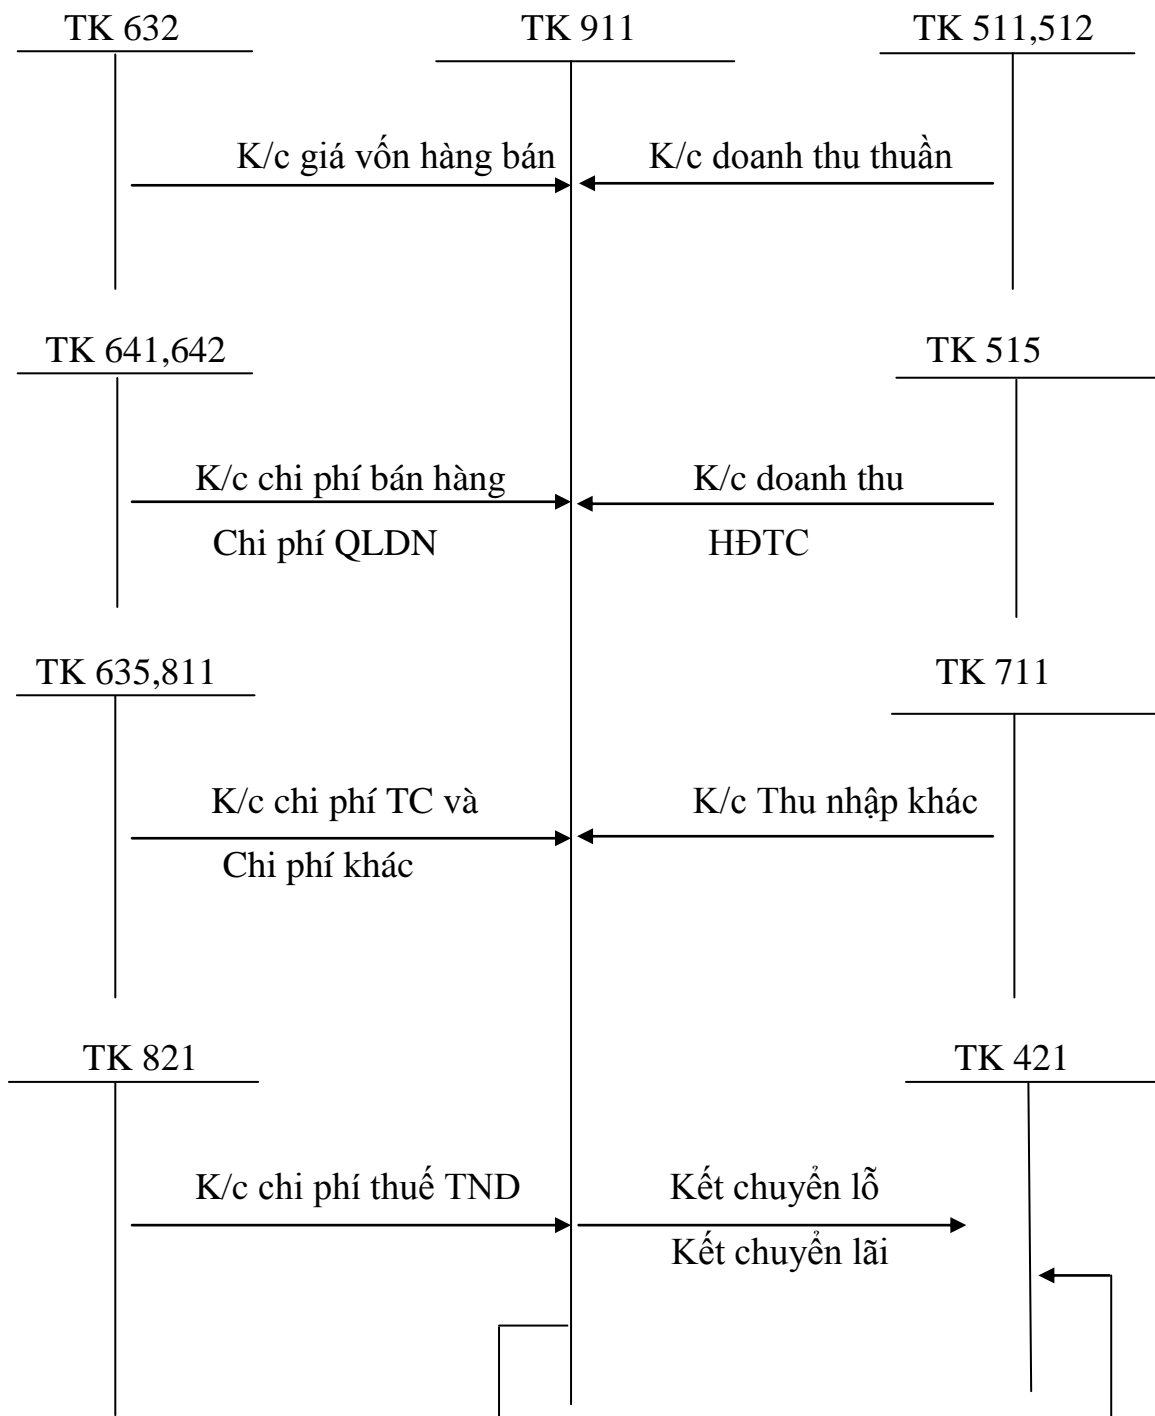 TK 632
TK 911
TK 511,512
K/c giá vốn hàng bán
K/c doanh thu thuần
TK 641,642
TK 515
K/c chi phí bán hàng
K/c doanh thu
Chi phí QLDN
HĐTC
TK 635,811
TK 711
K/c chi phí TC và
K/c Thu nhập khác
Chi phí khác
TK 821
TK 421
K/c chi phí thuế TND
Kết chuyển lỗ
Kết chuyển lãi